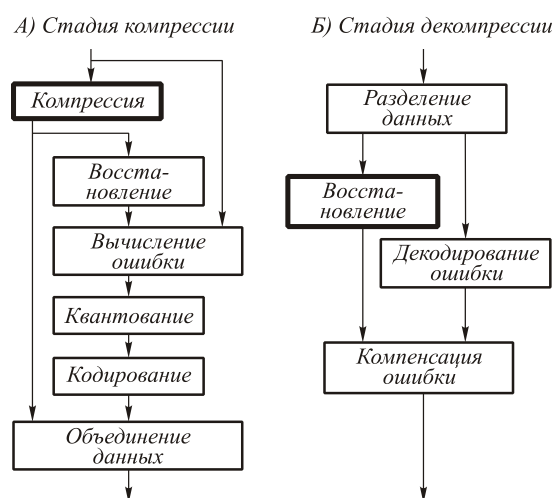 А) Стадия компрессии
Компрессия
Восста-
новление
Вычисление
ошибки
Квантование
Кодирование
Объединение
данных
Б) Стадия декомпрессии
Разделение
данных
Восста-
новление
Декодирование
ошибки
Компенсация
ошибки